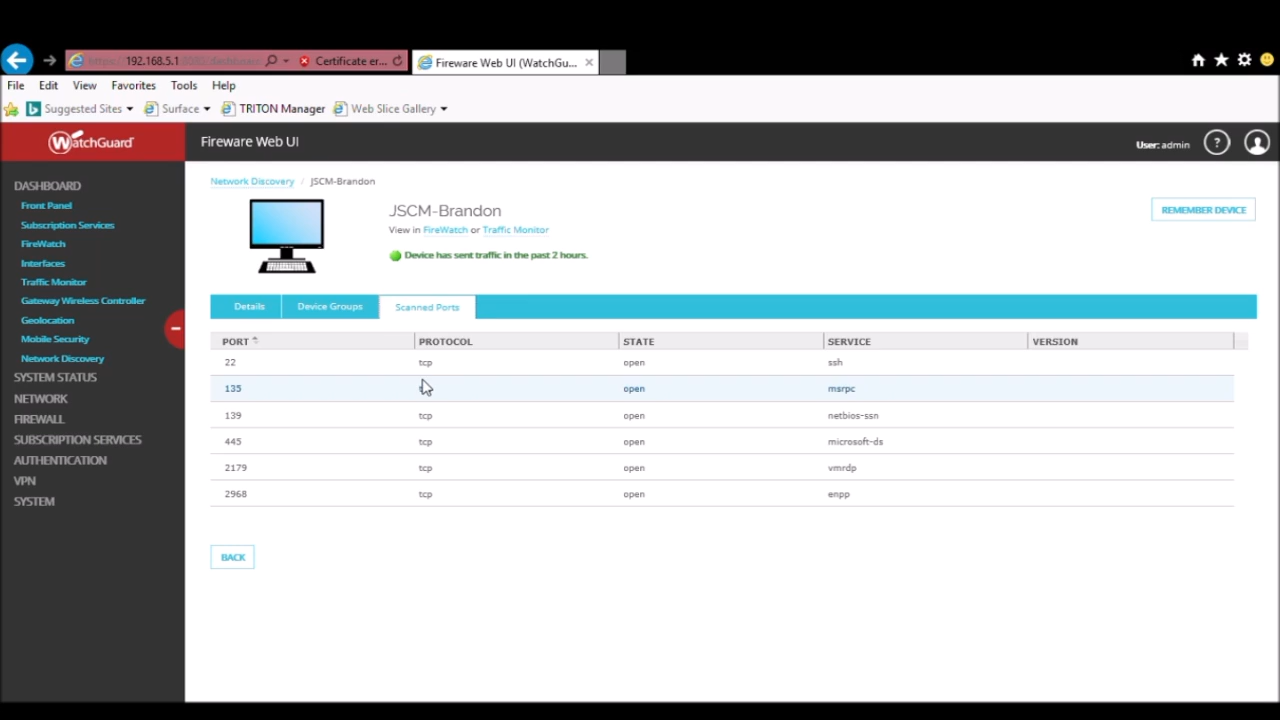 192.168.5.1
Certificate er...
Fireware Web UI (WatchGu...
File Edit View Favorites Tools Help
Suggested Sites Surface TRITON Manager Web Slice Gallery
WatchGuard
Fireware Web UI
User: admin
?
DASHBOARD
Front Panel
Subscription Services
FireWatch
Interfaces
Traffic Monitor
Gateway Wireless Controller
Geolocation
Mobile Security
Network Discovery
SYSTEM STATUS
NETWORK
FIREWALL
SUBSCRIPTION SERVICES
AUTHENTICATION
VPN
SYSTEM
Network Discovery / JSCM-Brandon
JSCM-Brandon
View in FireWatch or Traffic Monitor
Device has sent traffic in the past 2 hours.
REMEMBER DEVICE
Details Device Groups Scanned Ports
PORT PROTOCOL STATE SERVICE VERSION
22 tcp open ssh
135 open msrpc
139 tcp open netbios-ssn
445 tcp open microsoft-ds
2179 tcp open vmrdp
2968 tcp open enpp
BACK